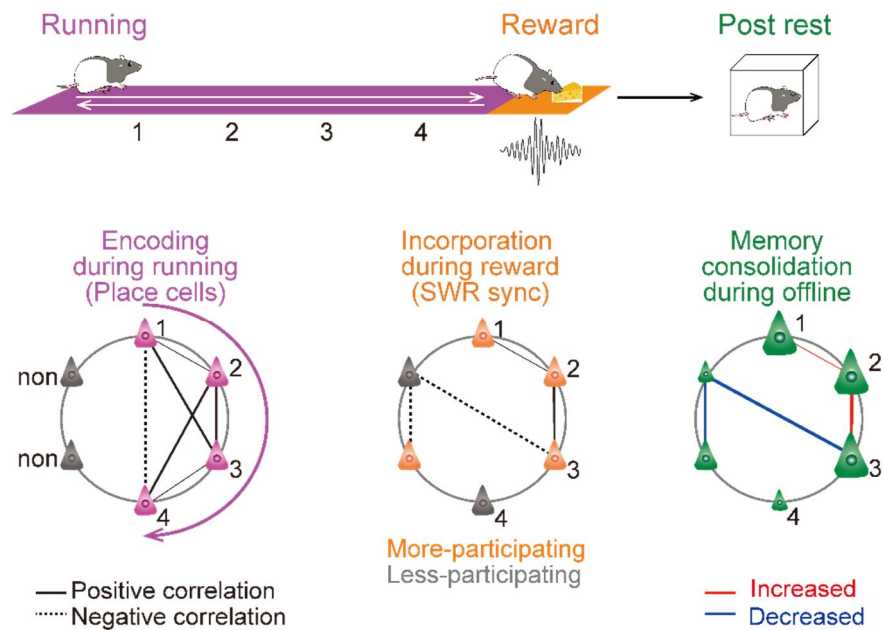 Running
Reward
Post rest
1 2 3 4
Encoding
during running
(Place cells)
Incorporation
during reward
(SWR sync)
Memory
consolidation
during offline
1
2
3
4
non
non
1
2
3
4
1
2
3
4
More-participating
Less-participating
Positive correlation
Negative correlation
Increased
Decreased